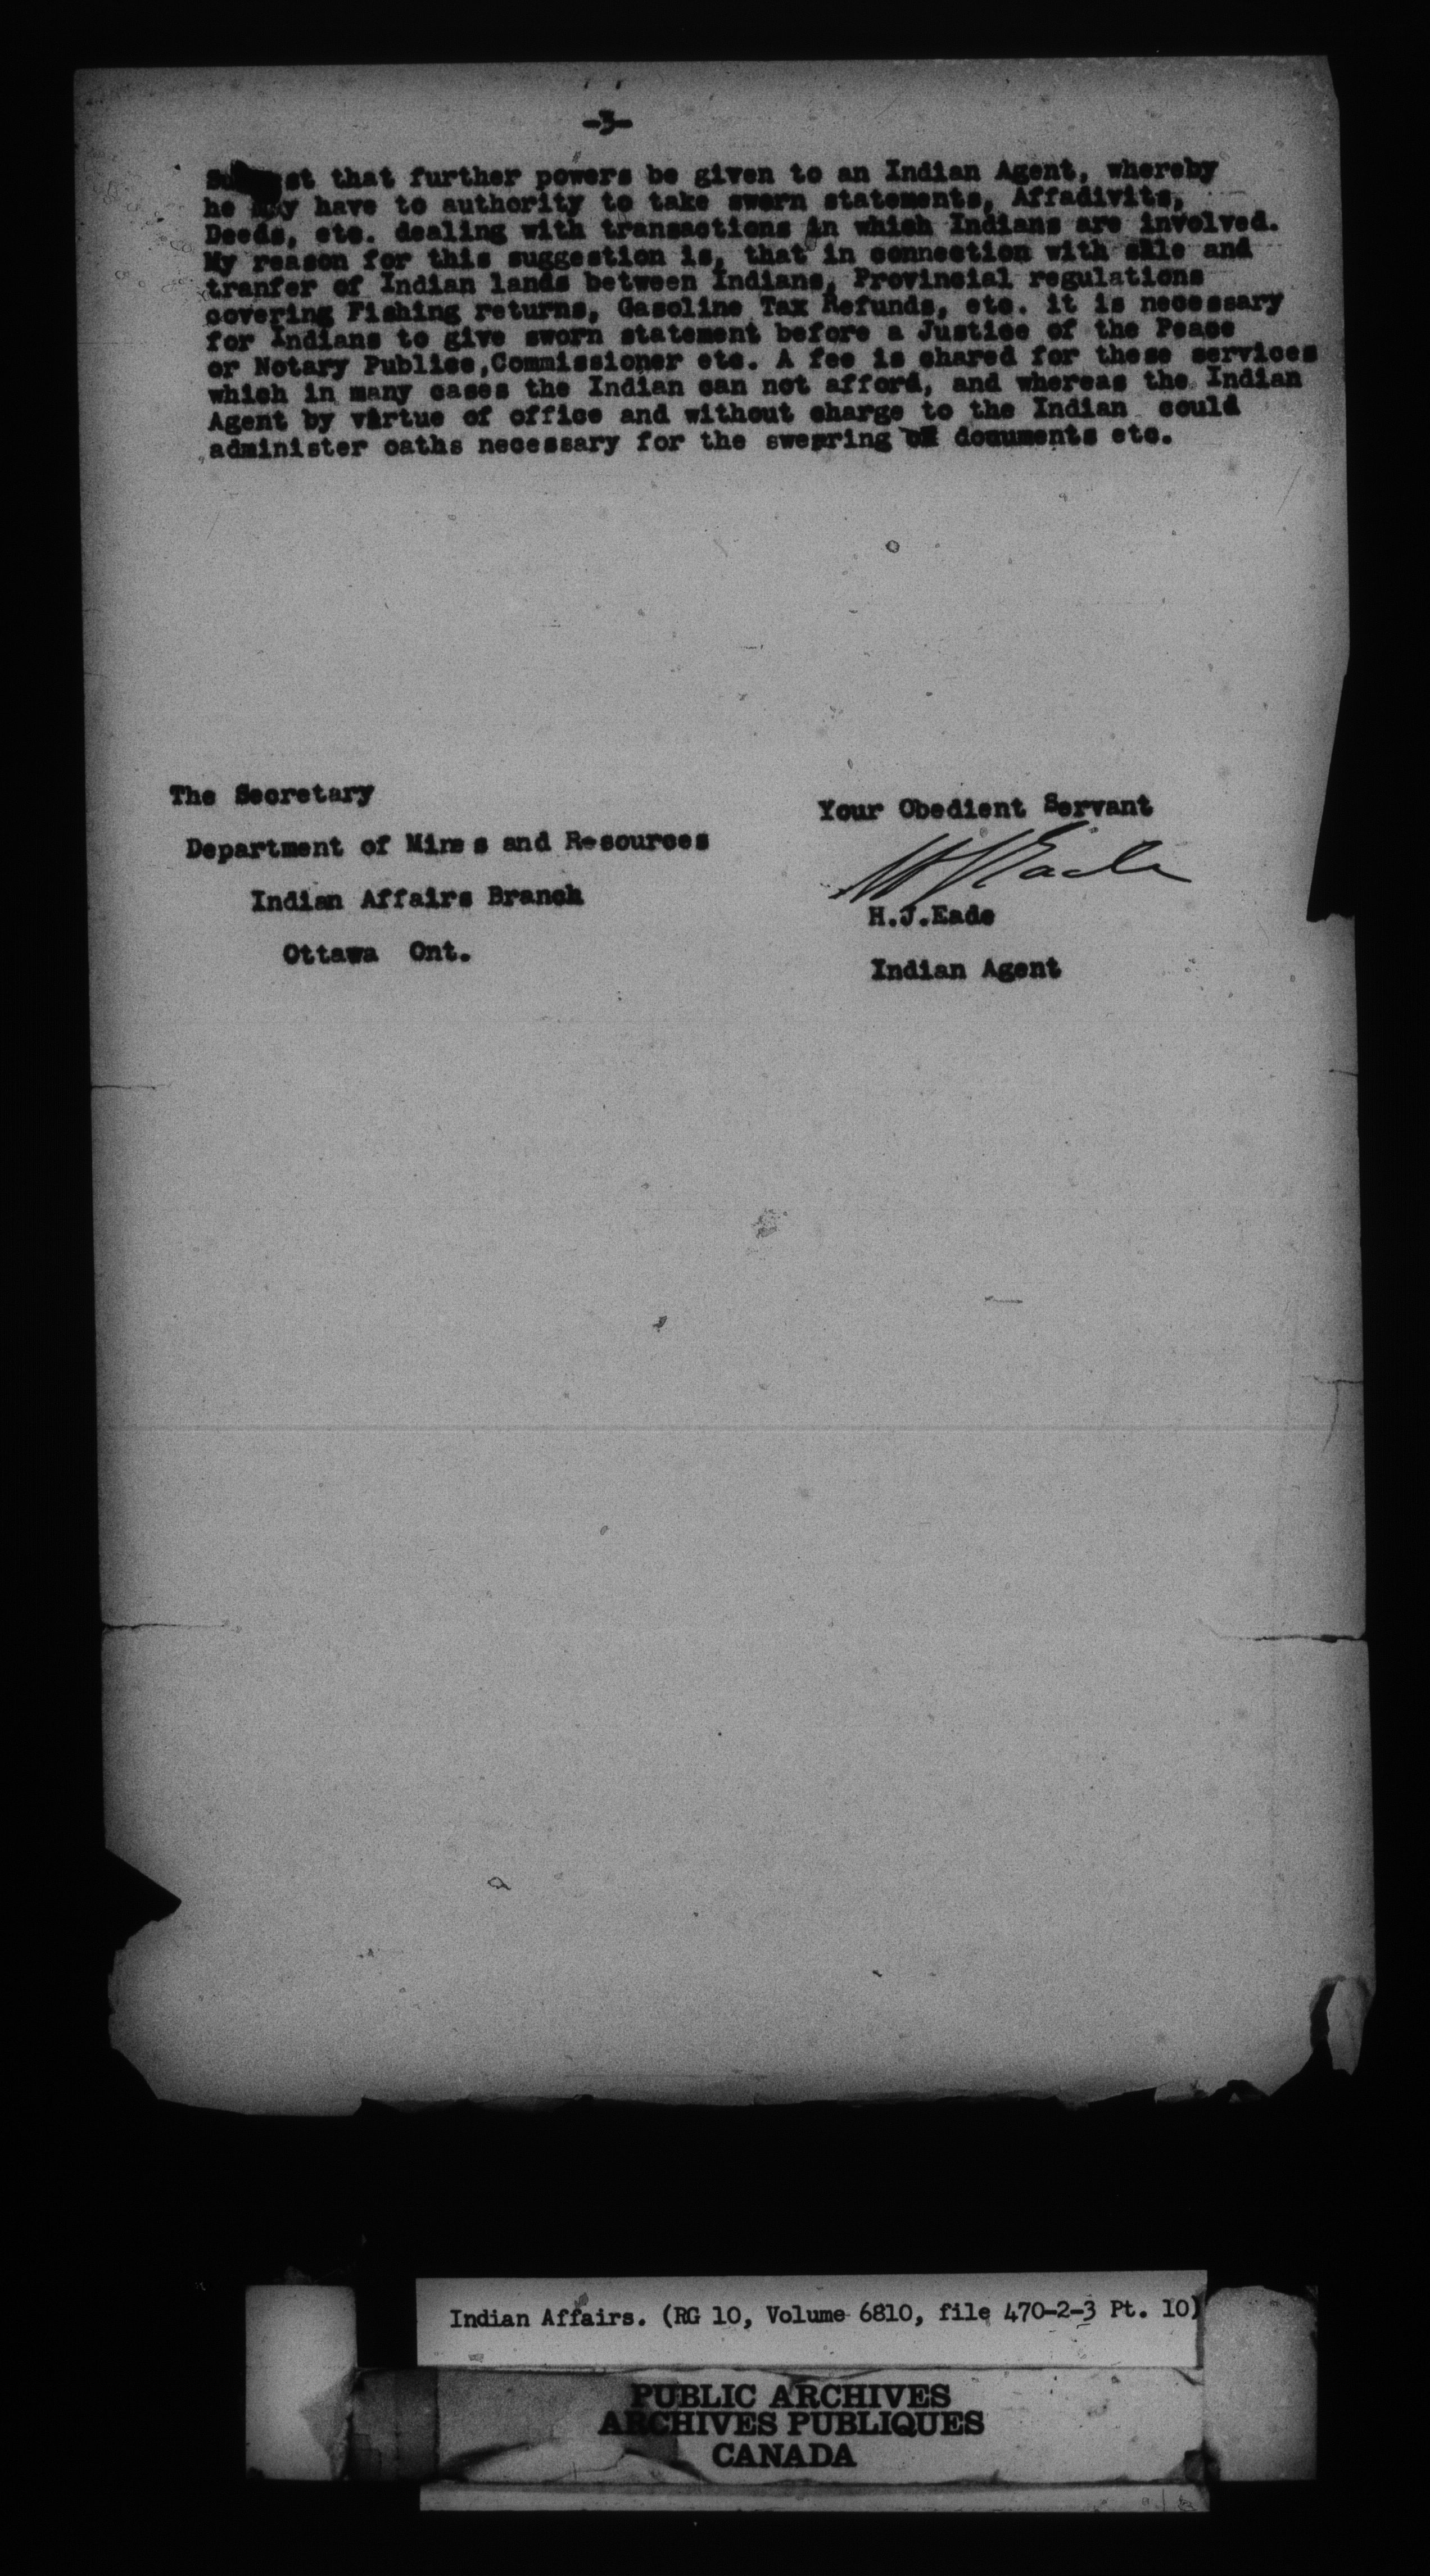 -3-
Suggest that further powers be given to an Indian Agent, whereby
he may have to authority to take sworn statements, Affadivits,
Deeds, etc. dealing with transactions in which Indians are involved.
My reason for this suggestion is, that in connection with sale and
tranfer of Indian lands between Indians, Provincial regulations
covering Fishing returns, Gasoline Tax Refunds, etc. it is necessary
for Indians to give sworn statement before a Justice of the Peace
or Notary Publice,Commissioner etc. A fee is chared for these services
which in many cases the Indian can not afford, and whereas the Indian
Agent by virtue of office and without charge to the Indian could
administer oaths necessary for the swearing of documents etc.
The Secretary
Department of Mines and Resources
Indian Affairs Branch
Ottawa Ont.
Your Obedient Servant
H J Eade
H.J.Eade
Indian Agent
Indian Affairs. (RG 10, Volume 6810, file 470-2-3 Pt. 10)
PUBLIC ARCHIVES
ARCHIVES PUBLIQUES
CANADA